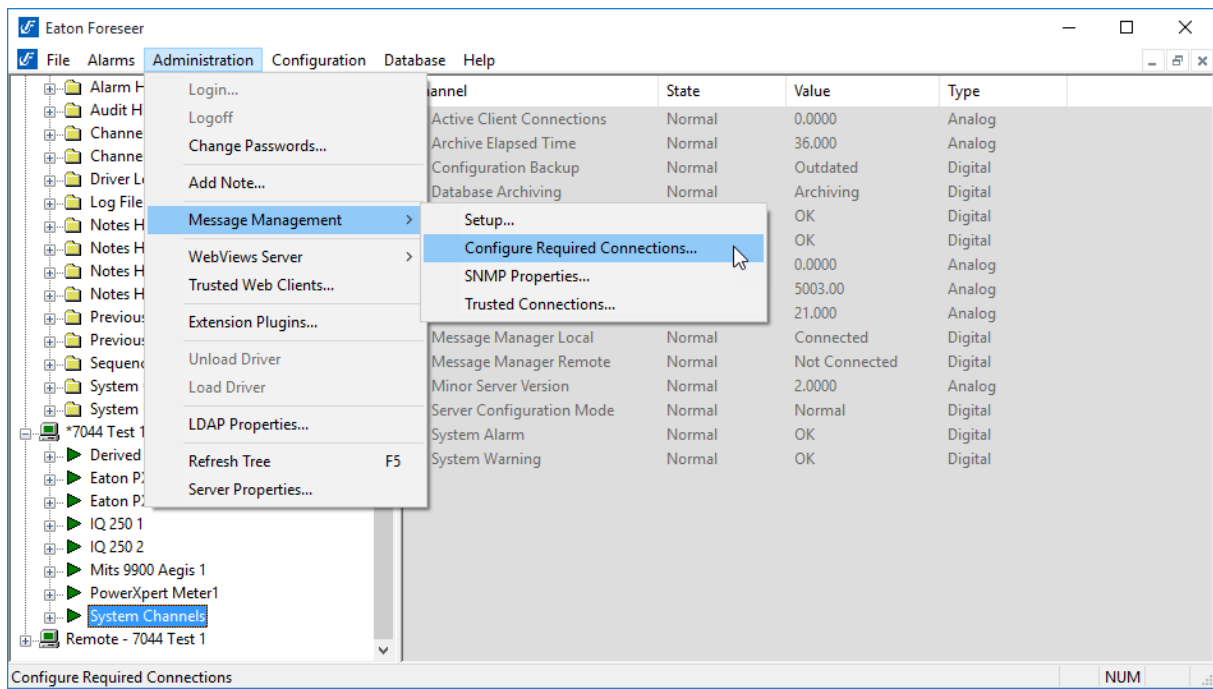 Eaton Foreseer
File Alarms Administration Configuration Database Help
Alarm H
Audit H
Channe
Channe
Driver L
Log File
Notes H
Notes H
Notes H
Notes H
Previou
Previou
Sequen
System
System
*7044 Test 1
Derived
Eaton P
Eaton P
IQ 250 1
IQ 250 2
Mits 9900 Aegis 1
PowerXpert Meter1
System Channels
Remote - 7044 Test 1
Login...
Logoff
Change Passwords...
Add Note...
Message Management
WebViews Server
Trusted Web Clients...
Extension Plugins...
Unload Driver
Load Driver
LDAP Properties...
Refresh Tree F5
Server Properties...
Setup...
Configure Required Connections...
SNMP Properties...
Trusted Connections...
annel State Value Type
Active Client Connections Normal 0.0000 Analog
Archive Elapsed Time Normal 36.000 Analog
Configuration Backup Normal Outdated Digital
Database Archiving Normal Archiving Digital
OK Digital
OK Digital
0.0000 Analog
5003.00 Analog
21.000 Analog
Message Manager Local Normal Connected Digital
Message Manager Remote Normal Not Connected Digital
Minor Server Version Normal 2.0000 Analog
Server Configuration Mode Normal Normal Digital
System Alarm Normal OK Digital
System Warning Normal OK Digital
Configure Required Connections NUM